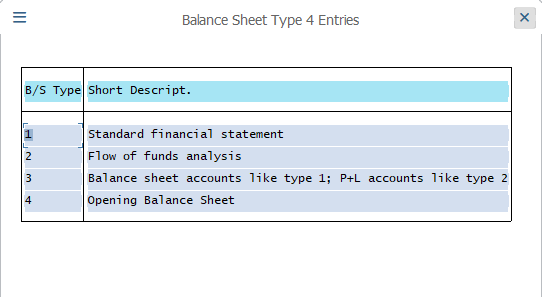 Balance Sheet Type 4 Entries
B/S Type Short Descript.
1 Standard financial statement
2 Flow of funds analysis
3 Balance sheet accounts like type 1; P+L accounts like type 2
4 Opening Balance Sheet